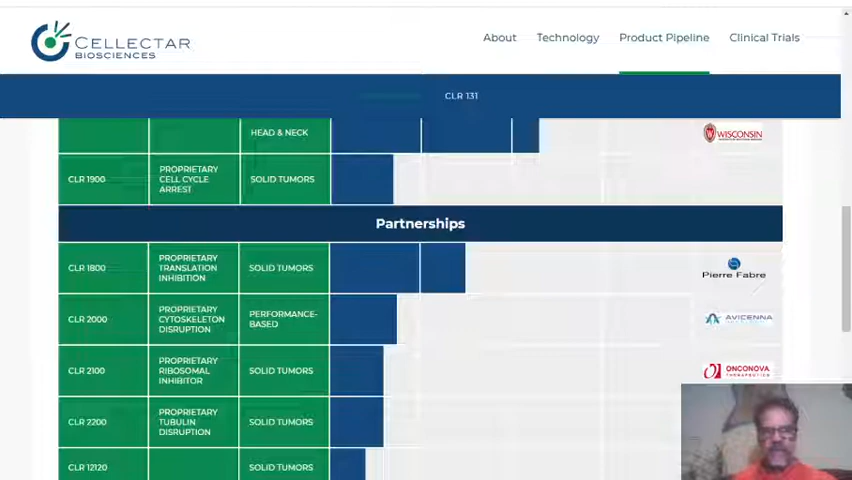 CELLECTAR
BIOSCIENCES
About
Technology
Product Pipeline
Clinical Trials
CLR 131
HEAD & NECK
WISCONSIN
CLR 1900
PROPRIETARY
CELL CYCLE
ARREST
SOLID TUMORS
Partnerships
CLR 1800
PROPRIETARY
TRANSLATION
INHIBITION
SOLID TUMORS
Pierre Fabre
CLR 2000
PROPRIETARY
CYTOSKELETON
DISRUPTION
PERFORMANCE-
BASED
AVICENNA
CLR 2100
PROPRIETARY
RIBOSOMAL
INHIBITOR
SOLID TUMORS
ONCONOVA
THERAPEUTICS
CLR 2200
PROPRIETARY
TUBULIN
DISRUPTION
SOLID TUMORS
CLR 12120
SOLID TUMORS